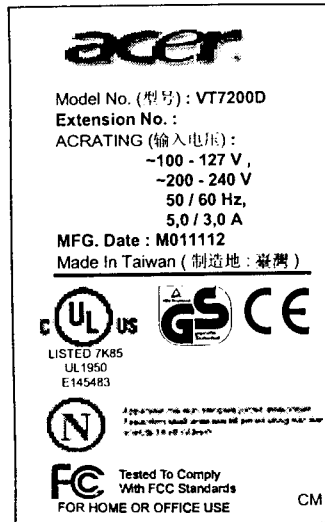 acer
Model No. (型号) : VT7200D
Extension No. :
ACRATING (输入电压) :
~100 - 127 V ,
~200 - 240 V
50 / 60 Hz,
5,0 / 3,0 A
MFG. Date : M011112
Made In Taiwan ( 制造地 : 臺灣 )
C UL US
GS CE
LISTED 7K85
UL1950
E145483
N
FC Tested To Comply
With FCC Standards
FOR HOME OR OFFICE USE
CM